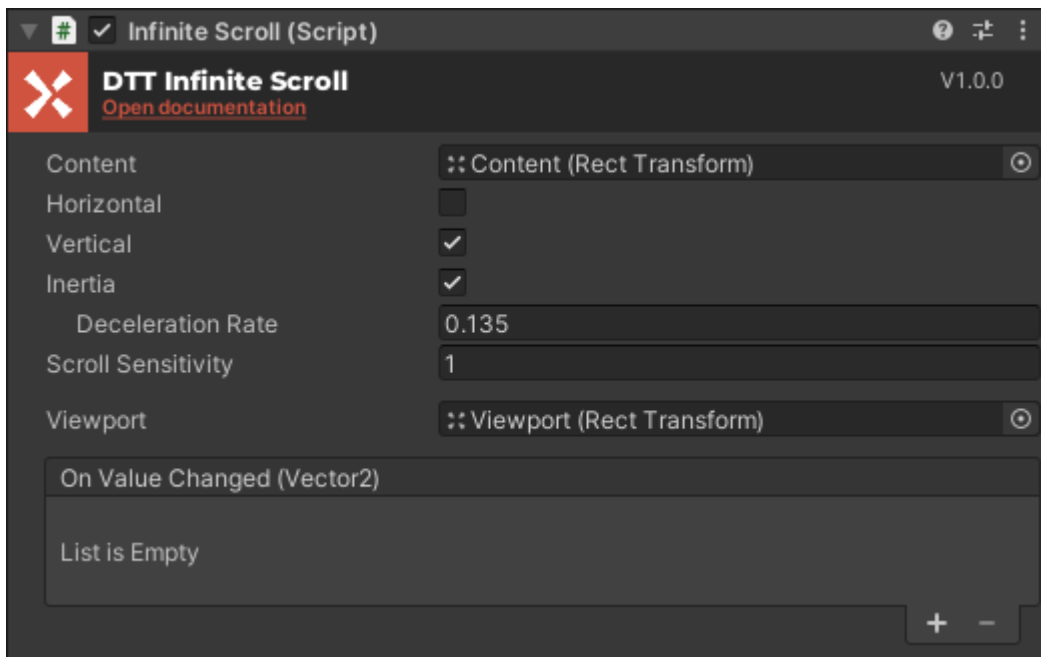 Infinite Scroll (Script)
DTT Infinite Scroll V1.0.0
Open documentation
Content Content (Rect Transform)
Horizontal
Vertical
Inertia
Deceleration Rate 0.135
Scroll Sensitivity 1
Viewport Viewport (Rect Transform)
On Value Changed (Vector2)
List is Empty